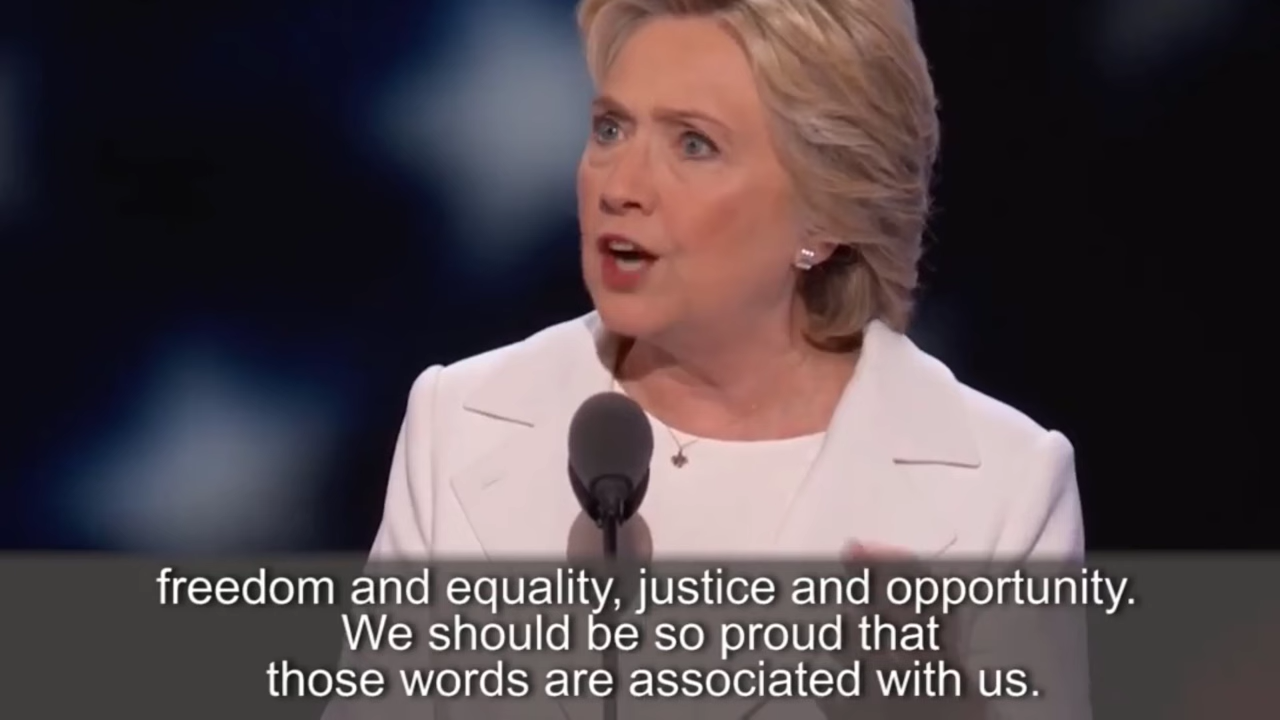 freedom and equality, justice and opportunity.
We should be so proud that
those words are associated with us.